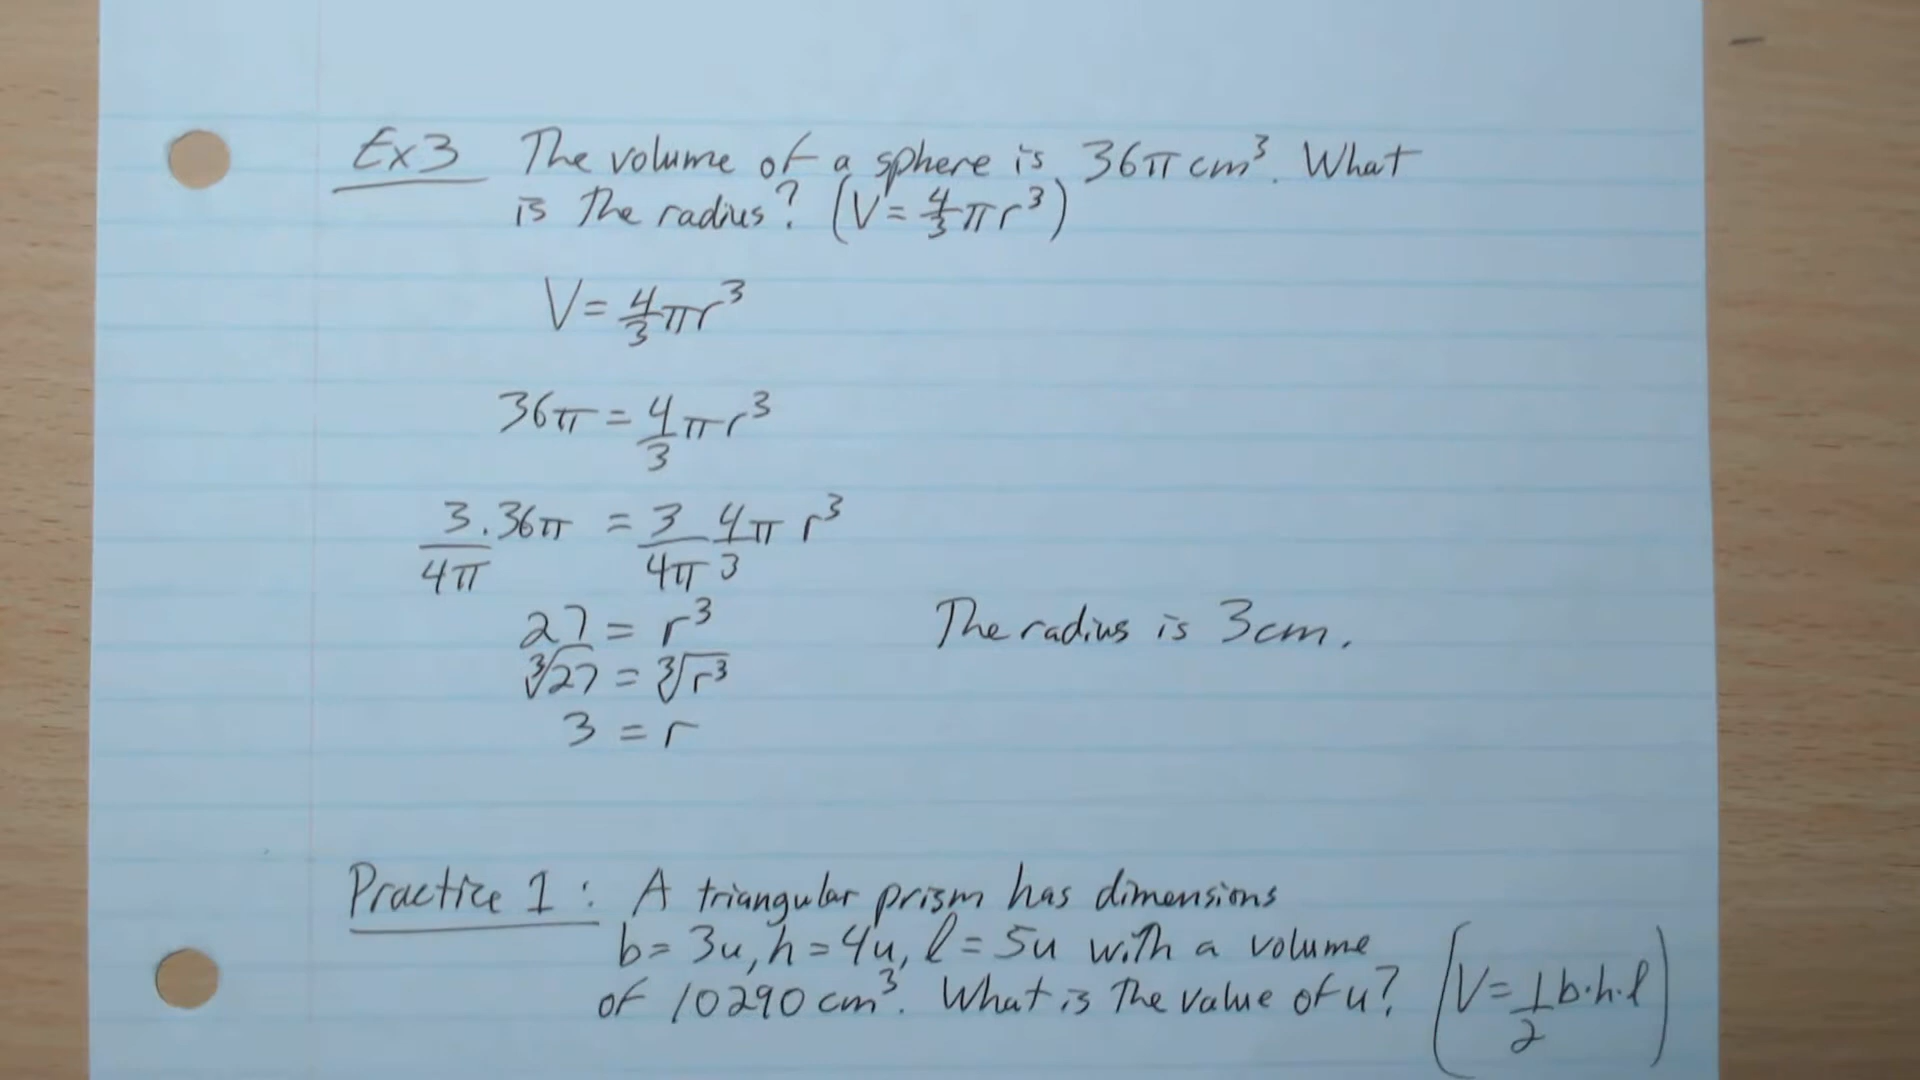 Ex3 The volume of a sphere is 36π cm³. What
is the radius? (V = 4/3 πr³)
V = 4/3 πr³
36π = 4/3 πr³
3/4π · 36π = 3/4π 4π/3 r³
27 = r³
∛27 = ∛r³
The radius is 3cm.
3 = r
Practice 1: A triangular prism has dimensions
b = 3u, h = 4u, l = 5u with a volume
of 10290 cm³. What is the value of u? (V = 1/2 b·h·l)